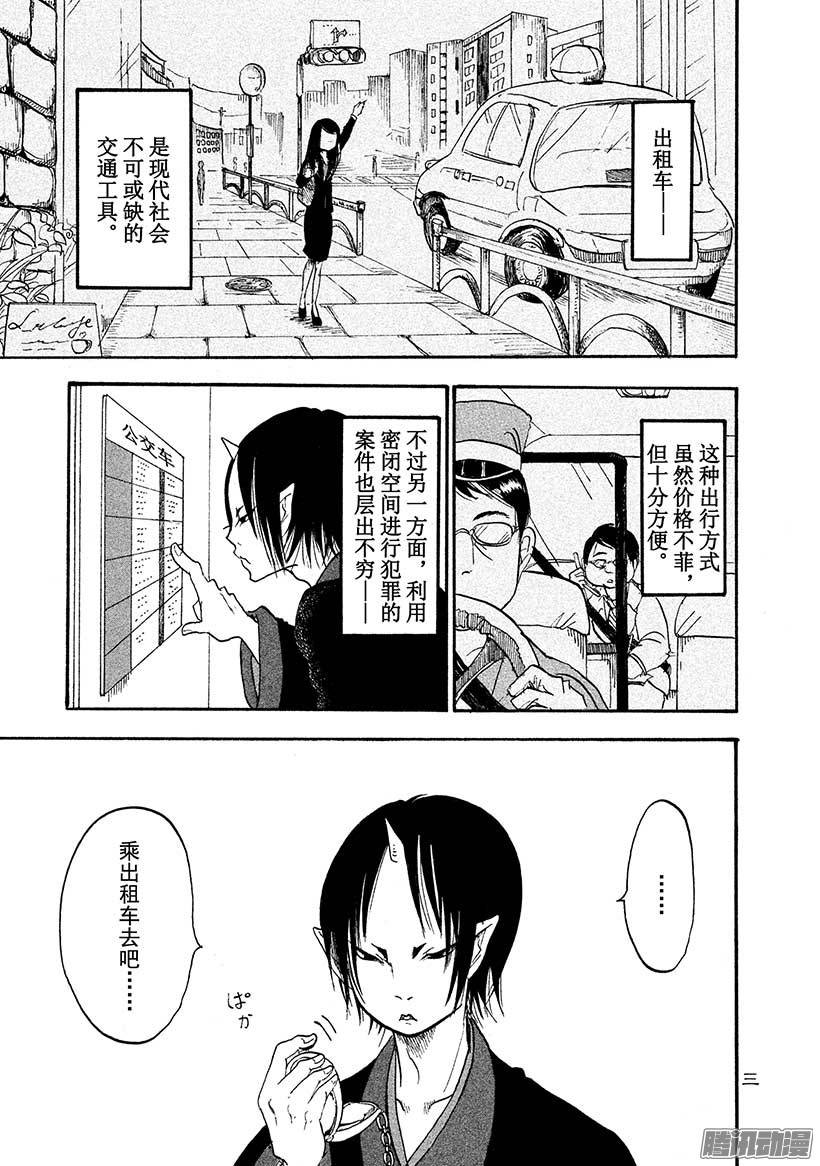 出租车——
是现代社会
不可或缺的
交通工具。
这种出行方式
虽然价格不菲，
但十分方便。
不过另一方面，利用
密闭空间进行犯罪的
案件也层出不穷——
公交车
……
乘出租车去吧……
ぱか
三
腾讯动漫